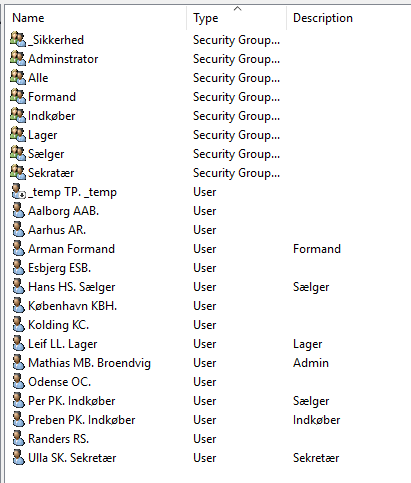 Name Type Description
_Sikkerhed Security Group...
Adminstrator Security Group...
Alle Security Group...
Formand Security Group...
Indkøber Security Group...
Lager Security Group...
Sælger Security Group...
Sekratær Security Group...
_temp TP. _temp User
Aalborg AAB. User
Aarhus AR. User
Arman Formand User Formand
Esbjerg ESB. User
Hans HS. Sælger User Sælger
København KBH. User
Kolding KC. User
Leif LL. Lager User Lager
Mathias MB. Broendvig User Admin
Odense OC. User
Per PK. Indkøber User Sælger
Preben PK. Indkøber User Indkøber
Randers RS. User
Ulla SK. Sekretær User Sekretær